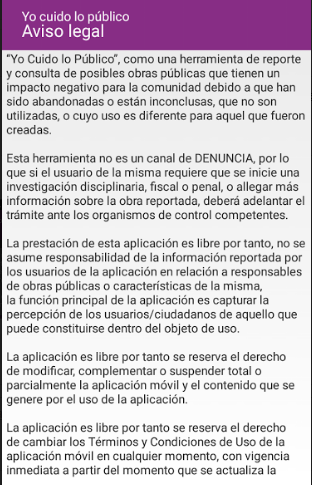 Yo cuido lo público
Aviso legal
“Yo Cuido lo Público”, como una herramienta de reporte
y consulta de posibles obras públicas que tienen un
impacto negativo para la comunidad debido a que han
sido abandonadas o están inconclusas, que no son
utilizadas, o cuyo uso es diferente para aquel que fueron
creadas.
Esta herramienta no es un canal de DENUNCIA, por lo
que si el usuario de la misma requiere que se inicie una
investigación disciplinaria, fiscal o penal, o allegar más
información sobre la obra reportada, deberá adelantar el
trámite ante los organismos de control competentes.
La prestación de esta aplicación es libre por tanto, no se
asume responsabilidad de la información reportada por
los usuarios de la aplicación en relación a responsables
de obras públicas o características de la misma,
la función principal de la aplicación es capturar la
percepción de los usuarios/ciudadanos de aquello que
puede constituirse dentro del objeto de uso.
La aplicación es libre por tanto se reserva el derecho
de modificar, complementar o suspender total o
parcialmente la aplicación móvil y el contenido que se
genere por el uso de la aplicación.
La aplicación es libre por tanto se reserva el derecho
de cambiar los Términos y Condiciones de Uso de la
aplicación móvil en cualquier momento, con vigencia
inmediata a partir del momento que se actualiza la